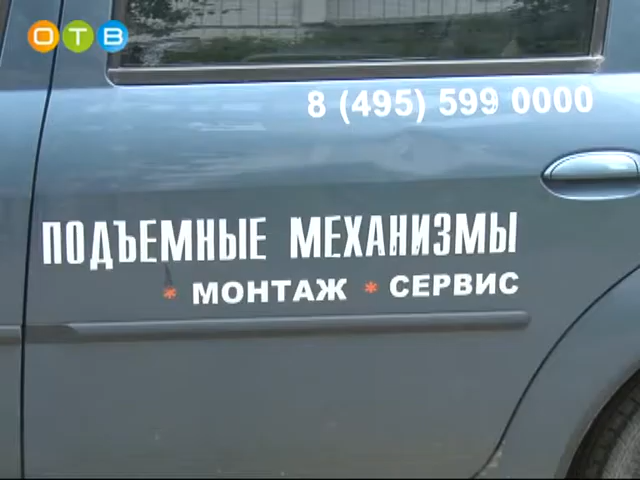 ОТВ
8 (495) 599 0000
ПОДЪЕМНЫЕ МЕХАНИЗМЫ
* МОНТАЖ * СЕРВИС